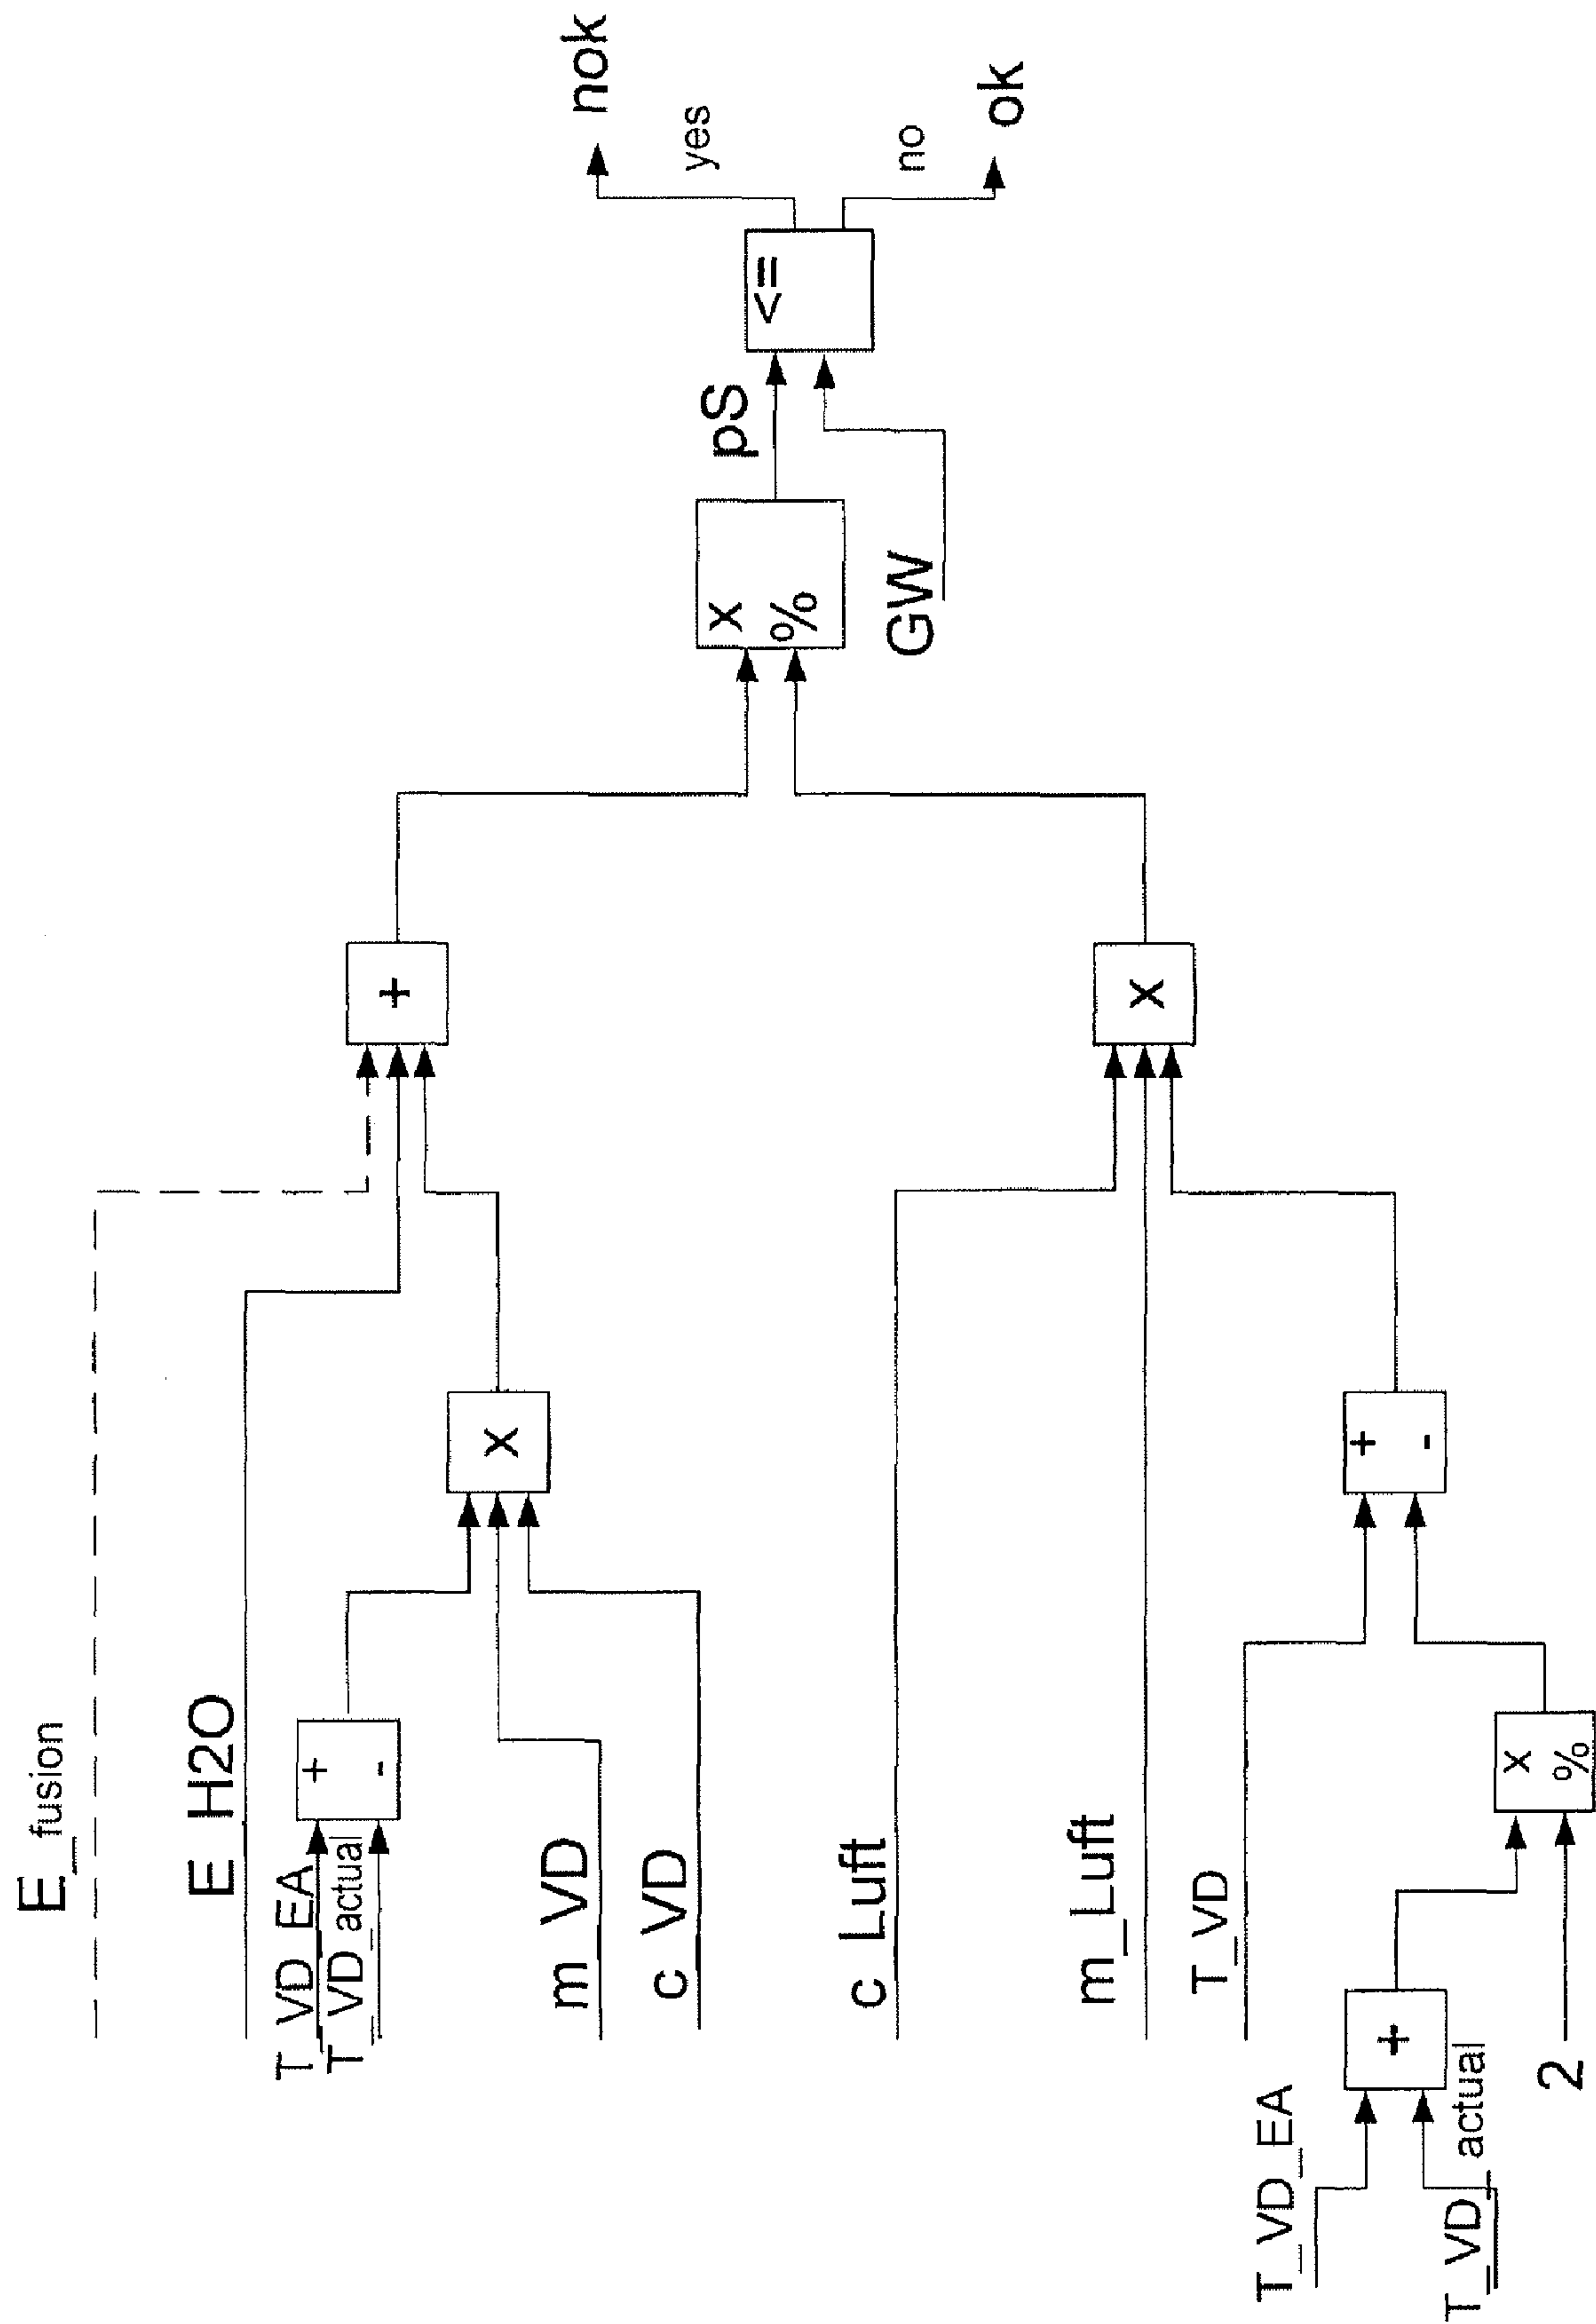 E_fusion
E_H2O
T_VD_EA
+
-
T_VD_actual
m_VD
c_VD
x
+
c_Luft
m_Luft
T_VD
T_VD_EA
+
T_VD_actual
2
x
%
+
-
x
x
%
pS
GW
<=
yes
nok
no
ok